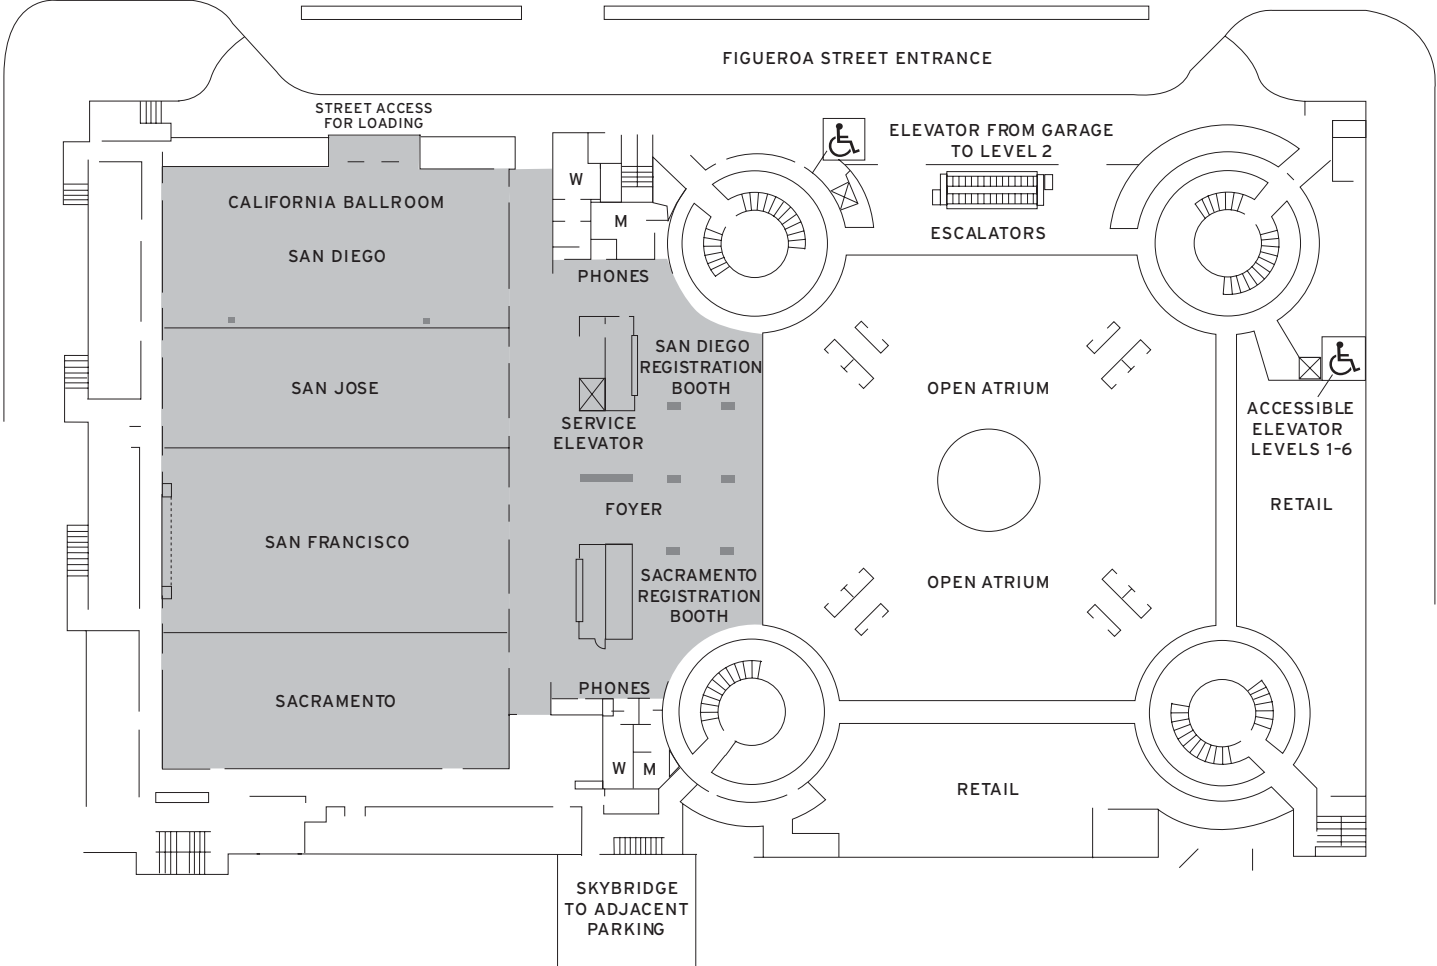 FIGUEROA STREET ENTRANCE
STREET ACCESS
FOR LOADING
ELEVATOR FROM GARAGE
TO LEVEL 2
W
M
CALIFORNIA BALLROOM
SAN DIEGO
ESCALATORS
PHONES
SAN DIEGO
REGISTRATION
BOOTH
SAN JOSE
OPEN ATRIUM
SERVICE
ELEVATOR
ACCESSIBLE
ELEVATOR
LEVELS 1-6
RETAIL
FOYER
SAN FRANCISCO
SACRAMENTO
REGISTRATION
BOOTH
OPEN ATRIUM
PHONES
SACRAMENTO
W
M
RETAIL
SKYBRIDGE
TO ADJACENT
PARKING